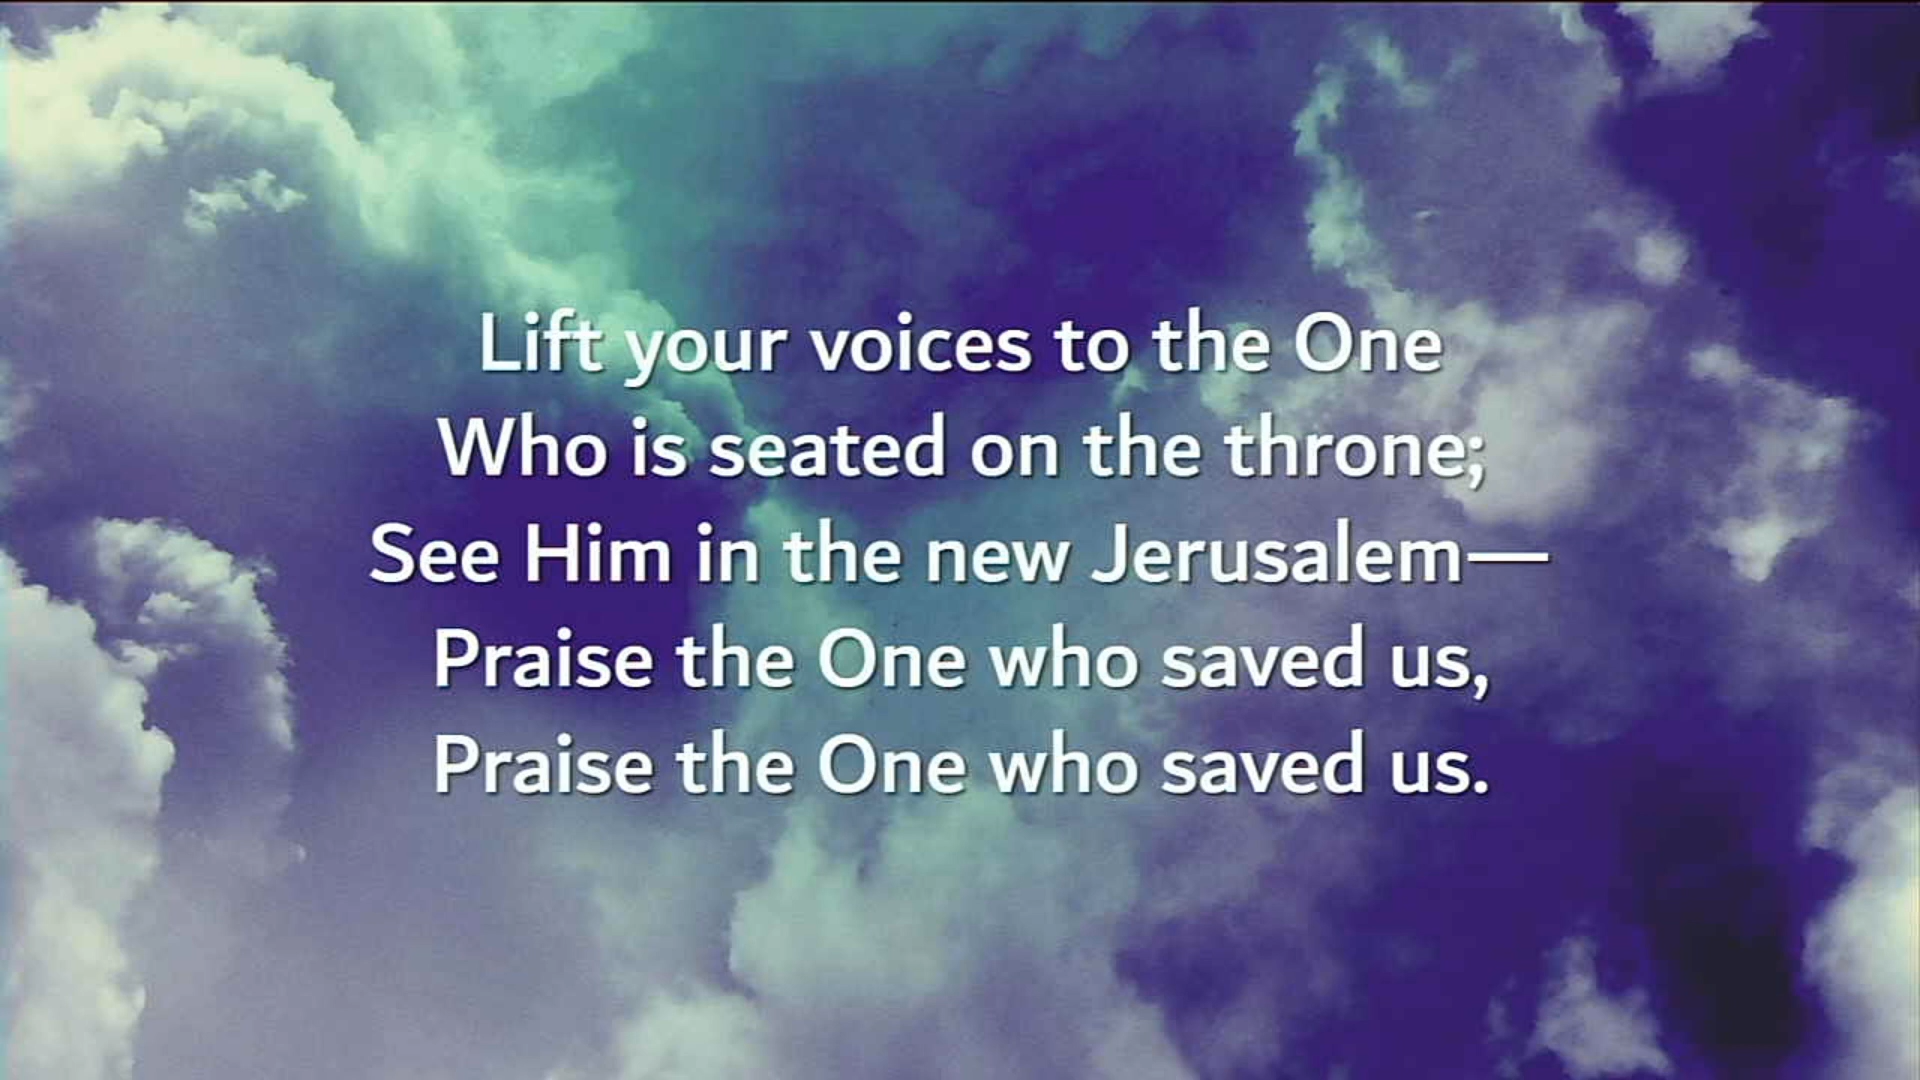 Lift your voices to the One
Who is seated on the throne;
See Him in the new Jerusalem—
Praise the One who saved us,
Praise the One who saved us.